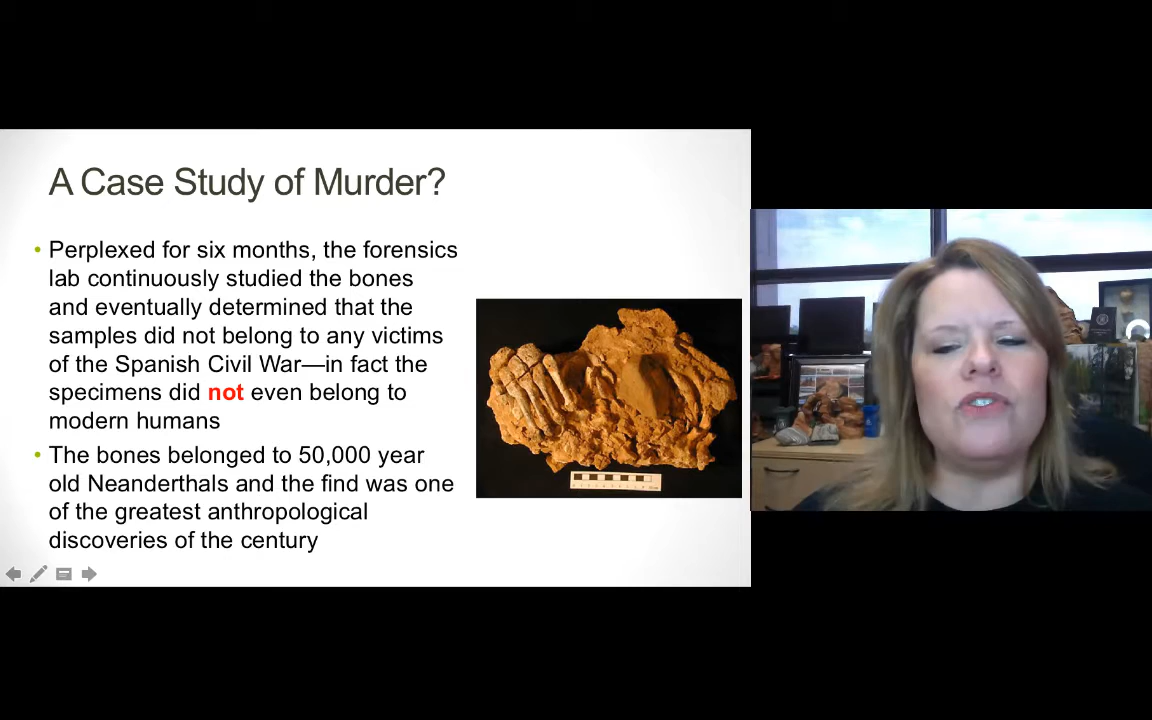 A Case Study of Murder?
• Perplexed for six months, the forensics
lab continuously studied the bones
and eventually determined that the
samples did not belong to any victims
of the Spanish Civil War—in fact the
specimens did not even belong to
modern humans
• The bones belonged to 50,000 year
old Neanderthals and the find was one
of the greatest anthropological
discoveries of the century